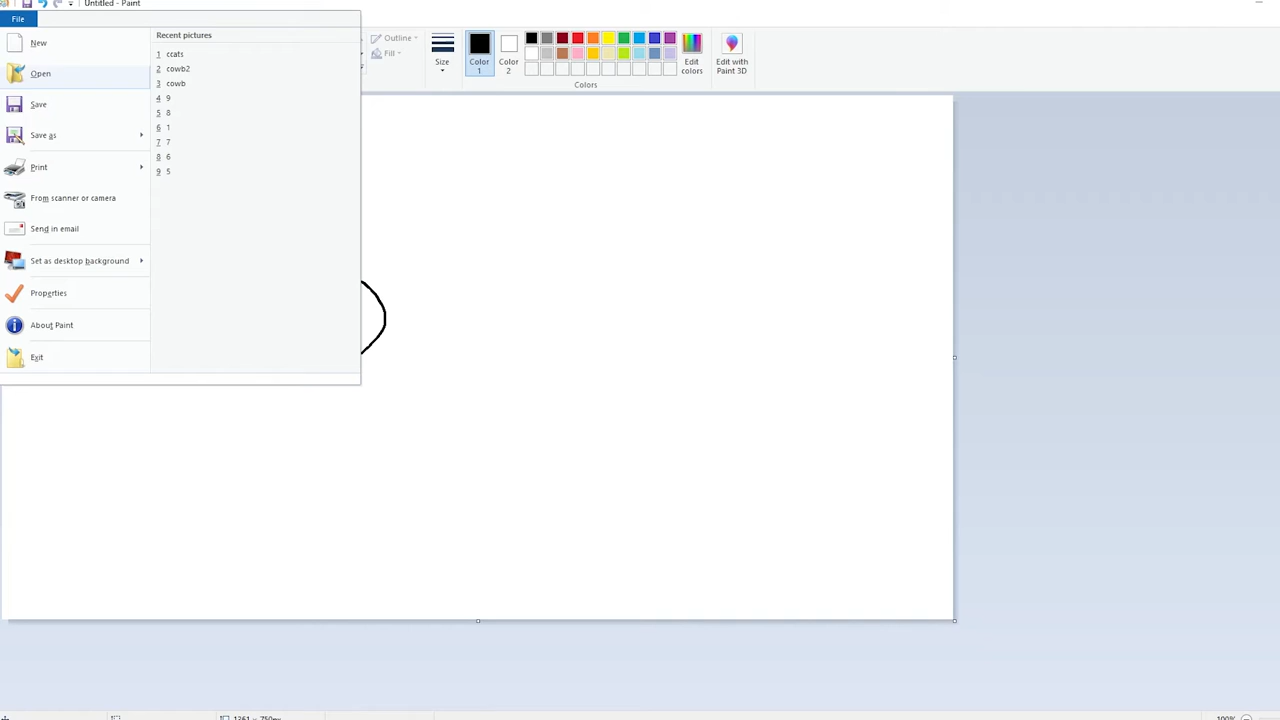 Untitled - Paint
File
Recent pictures
New
1 ccats
2 cowb2
Open
3 cowb
4 9
Save
5 8
6 1
Save as
7 7
8 6
Print
9 5
From scanner or camera
Send in email
Set as desktop background
Properties
About Paint
Exit
Outline
Fill
Size
Color 1
Color 2
Edit colors
Edit with Paint 3D
Colors
1361 × 750px
100%